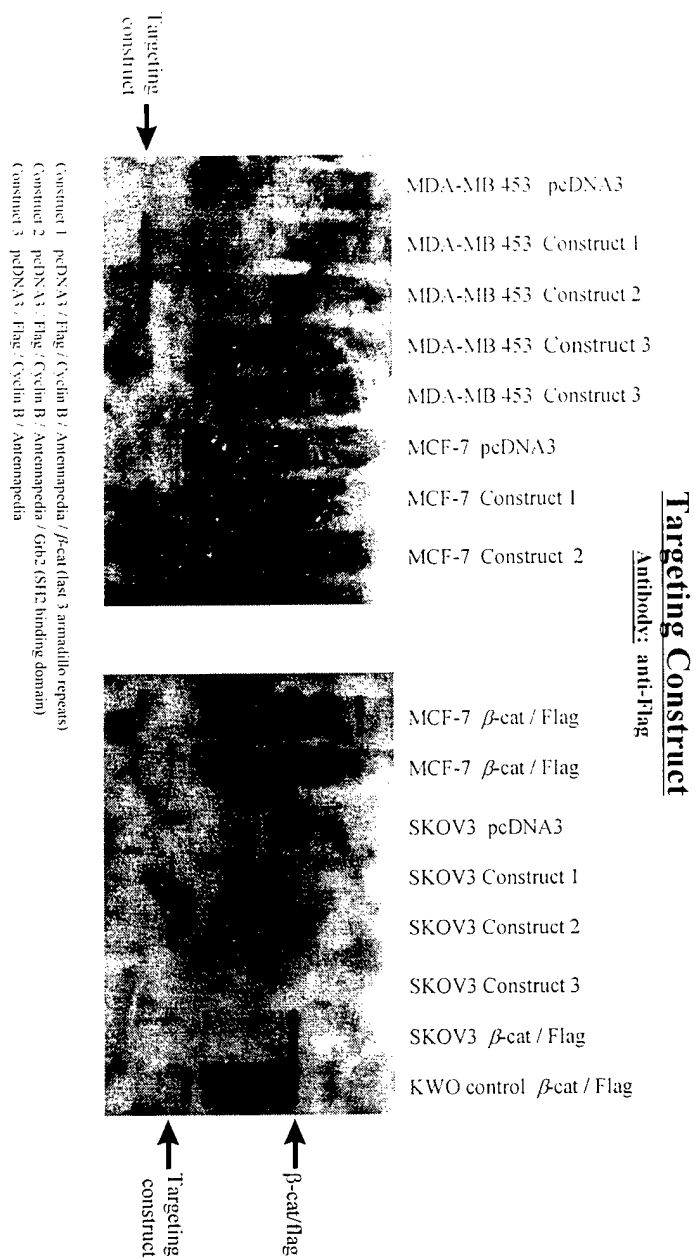 Targeting Construct
Antibody: anti-Flag
MDA-MB 453 pcDNA3
MDA-MB 453 Construct 1
MDA-MB 453 Construct 2
MDA-MB 453 Construct 3
MDA-MB 453 Construct 3
MCF-7 pcDNA3
MCF-7 Construct 1
MCF-7 Construct 2
MCF-7 β-cat / Flag
MCF-7 β-cat / Flag
SKOV3 pcDNA3
SKOV3 Construct 1
SKOV3 Construct 2
SKOV3 Construct 3
SKOV3 β-cat / Flag
KWO control β-cat / Flag
Targeting
construct
β-cat/flag
Targeting
construct
Construct 1 pcDNA3 / Flag / Cyclin B / Antennapedia / β-cat (last 3 armadillo repeats)
Construct 2 pcDNA3 / Flag / Cyclin B / Antennapedia / Grb2 (SH2 binding domain)
Construct 3 pcDNA3 / Flag / Cyclin B / Antennapedia